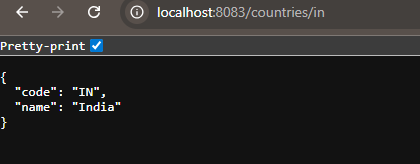 localhost:8083/countries/in
Pretty-print
{
  "code": "IN",
  "name": "India"
}